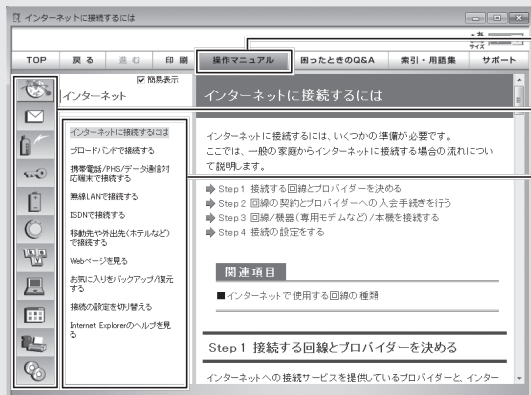 インターネットに接続するには
サイズ
TOP 戻る 進む 印刷 操作マニュアル 困ったときのQ&A 索引・用語集 サポート
簡易表示
インターネット
インターネットに接続するには
ブロードバンドで接続する
携帯電話/PHS/データ通信対
応端末で接続する
無線LANで接続する
ISDNで接続する
移動先や外出先(ホテルなど)
で接続する
Webページを見る
お気に入りをバックアップ/復元
する
接続の設定を切り替える
Internet Explorerのヘルプを見
る
インターネットに接続するには
インターネットに接続するには、いくつかの準備が必要です。
ここでは、一般の家庭からインターネットに接続する場合の流れについ
て説明します。
Step1 接続する回線とプロバイダーを決める
Step2 回線の契約とプロバイダーへの入会手続きを行う
Step3 回線/機器(専用モデムなど)/本機を接続する
Step4 接続の設定をする
関連項目
■インターネットで使用する回線の種類
Step1 接続する回線とプロバイダーを決める
インターネットへの接続サービスを提供しているプロバイダーと、インター